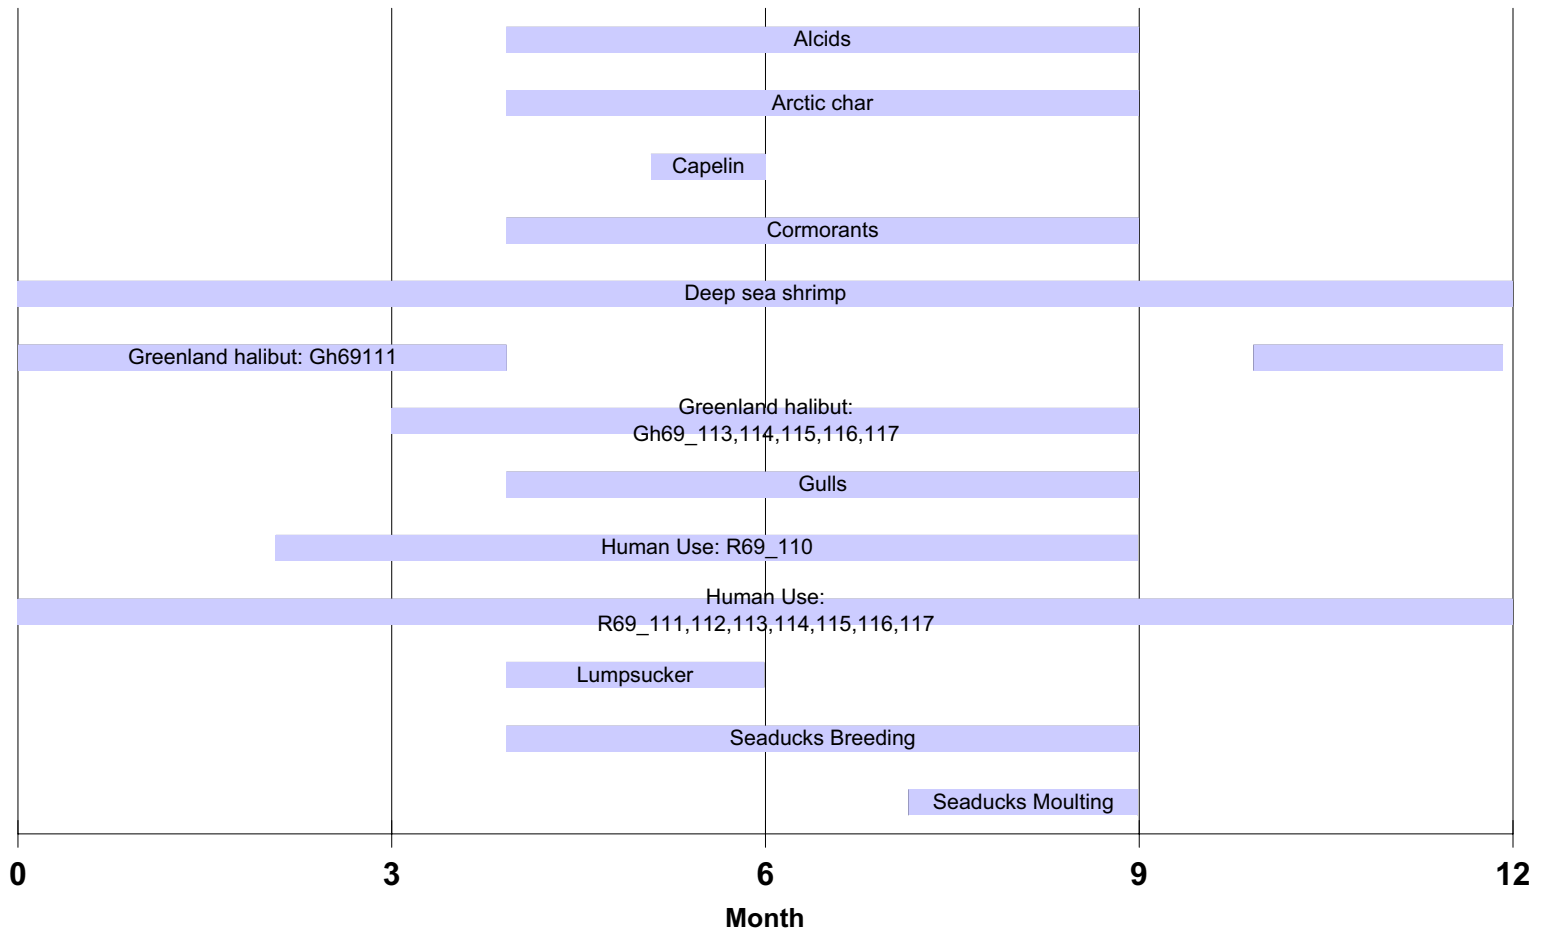 Alcids
Arctic char
Capelin
Cormorants
Deep sea shrimp
Greenland halibut: Gh69111
Greenland halibut:
Gh69_113,114,115,116,117
Gulls
Human Use: R69_110
Human Use:
R69_111,112,113,114,115,116,117
Lumpsucker
Seaducks Breeding
Seaducks Moulting
0 3 6 9 12
Month